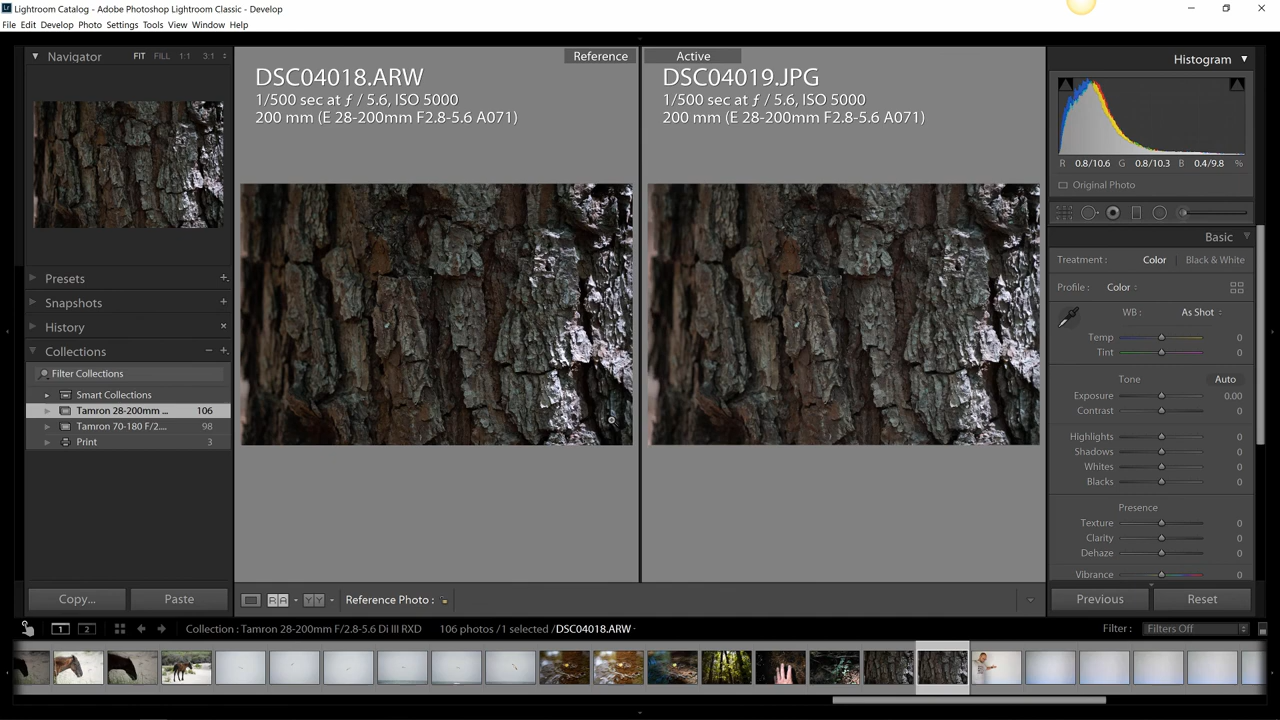 Lightroom Catalog - Adobe Photoshop Lightroom Classic - Develop
File Edit Develop Photo Settings Tools View Window Help
Navigator FIT FILL 1:1 3:1
Presets
Snapshots
History
Collections
Filter Collections
Smart Collections
Tamron 28-200mm ... 106
Tamron 70-180 F/2.... 98
Print 3
Copy... Paste
Reference
DSC04018.ARW
1/500 sec at ƒ / 5.6, ISO 5000
200 mm (E 28-200mm F2.8-5.6 A071)
Active
DSC04019.JPG
1/500 sec at ƒ / 5.6, ISO 5000
200 mm (E 28-200mm F2.8-5.6 A071)
R A Y Y Reference Photo :
Histogram
R 0.8/10.6 G 0.8/10.3 B 0.4/9.8 %
Original Photo
Basic
Treatment : Color Black & White
Profile : Color
WB : As Shot
Temp 0
Tint 0
Tone Auto
Exposure 0.00
Contrast 0
Highlights 0
Shadows 0
Whites 0
Blacks 0
Presence
Texture 0
Clarity 0
Dehaze 0
Vibrance 0
Previous Reset
1 2 Collection : Tamron 28-200mm F/2.8-5.6 Di III RXD 106 photos /1 selected /DSC04018.ARW
Filter : Filters Off